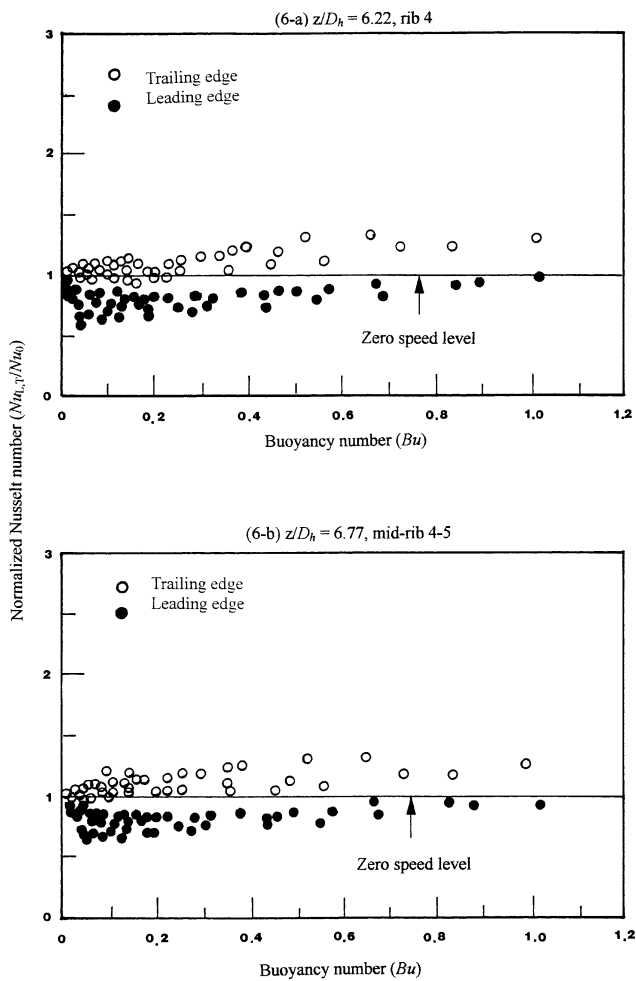 (6-a) z/Dₕ = 6.22, rib 4
3
Trailing edge
Leading edge
2
1
Zero speed level
0
0 0.2 0.4 0.6 0.8 1.0 1.2
Buoyancy number (Bu)
Normalized Nusselt number (Nu_L,T/Nu₀)
(6-b) z/Dₕ = 6.77, mid-rib 4-5
3
Trailing edge
Leading edge
2
1
Zero speed level
0
0 0.2 0.4 0.6 0.8 1.0 1.2
Buoyancy number (Bu)